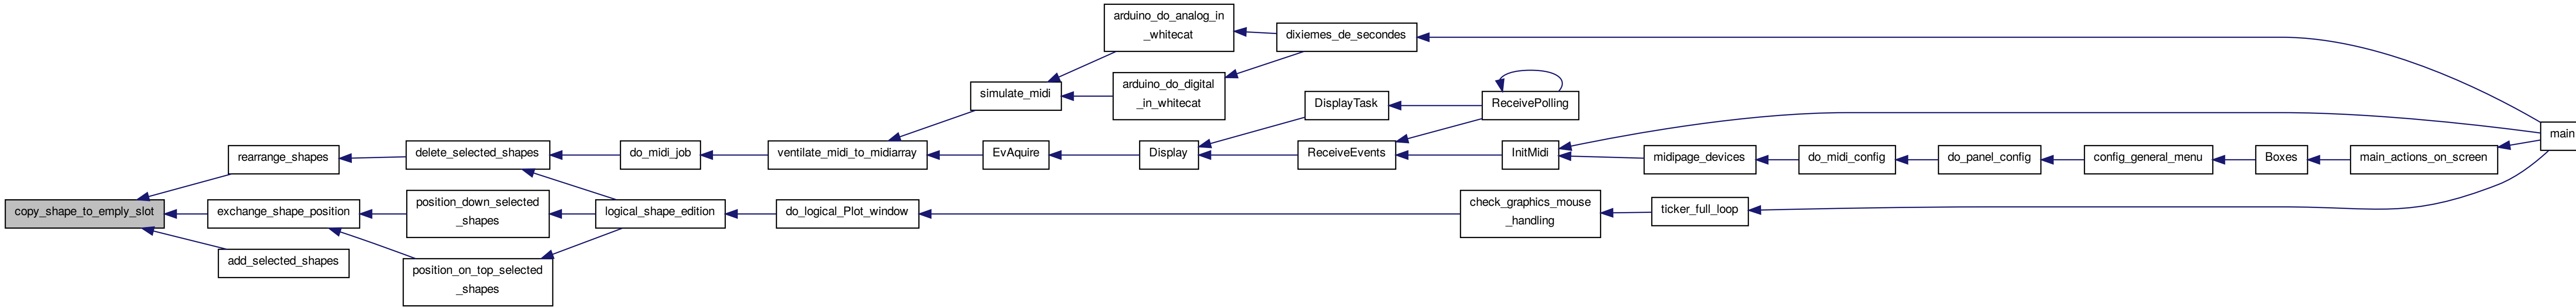 copy_shape_to_emply_slot
rearrange_shapes
exchange_shape_position
add_selected_shapes
delete_selected_shapes
position_down_selected
_shapes
position_on_top_selected
_shapes
do_midi_job
logical_shape_edition
ventilate_midi_to_midiarray
do_logical_Plot_window
simulate_midi
EvAquire
arduino_do_analog_in
_whitecat
arduino_do_digital
_in_whitecat
Display
dixiemes_de_secondes
DisplayTask
ReceiveEvents
ReceivePolling
InitMidi
check_graphics_mouse
_handling
midipage_devices
ticker_full_loop
do_midi_config
do_panel_config
config_general_menu
Boxes
main_actions_on_screen
main